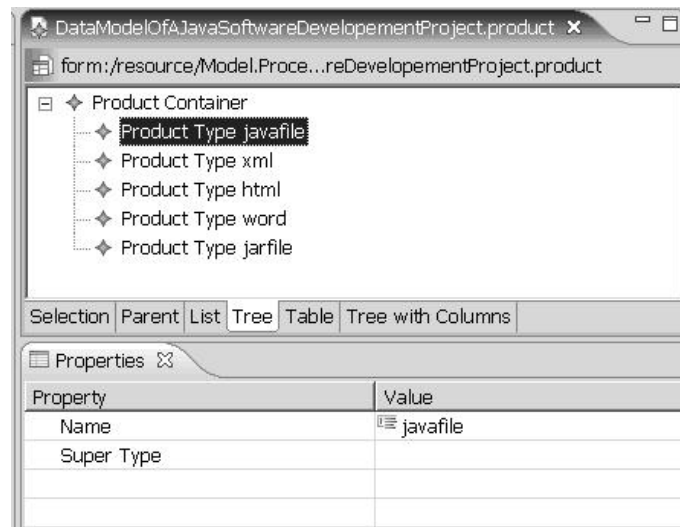 DataModelOfAJavaSoftwareDevelopementProject.product
form:/resource/Model.Proce...reDevelopementProject.product
Product Container
Product Type javafile
Product Type xml
Product Type html
Product Type word
Product Type jarfile
Selection Parent List Tree Table Tree with Columns
Properties
Property Value
Name javafile
Super Type